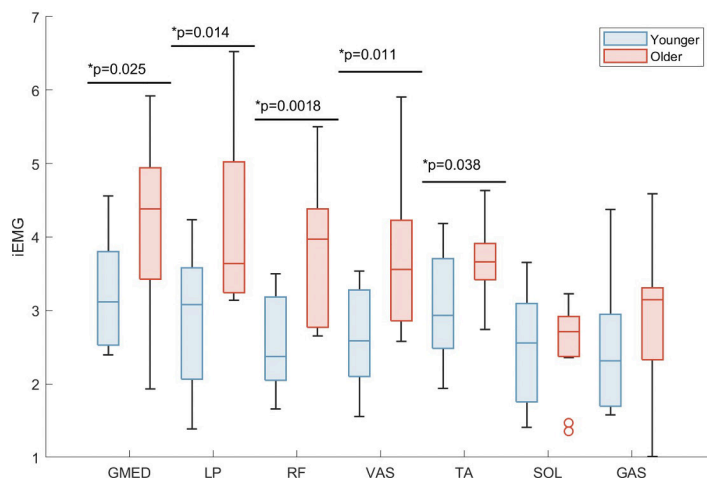 7
6
5
4
3
2
1
iEMG
*p=0.025
*p=0.014
*p=0.0018
*p=0.011
*p=0.038
Younger
Older
GMED LP RF VAS TA SOL GAS